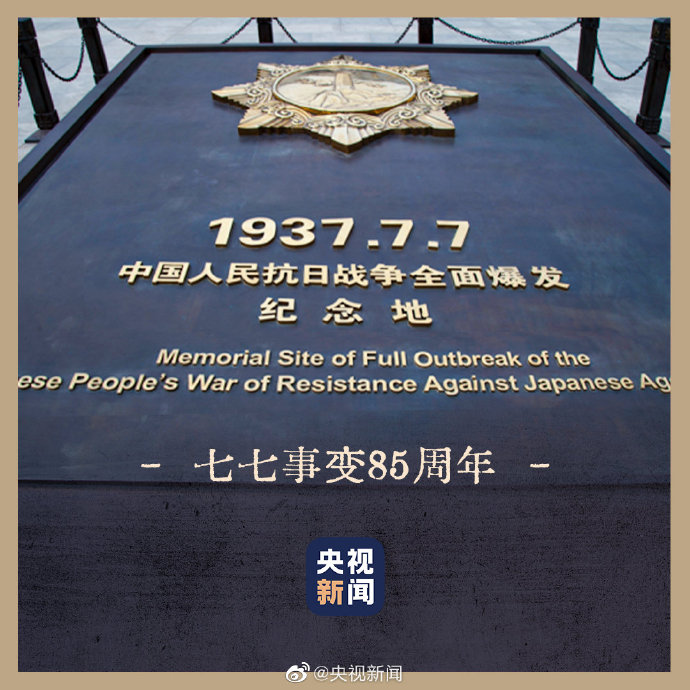 1937.7.7
中国人民抗日战争全面爆发
纪念地
Memorial Site of Full Outbreak of the
ese People's War of Resistance Against Japanese Ag
- 七七事变85周年 -
央视
新闻
@央视新闻